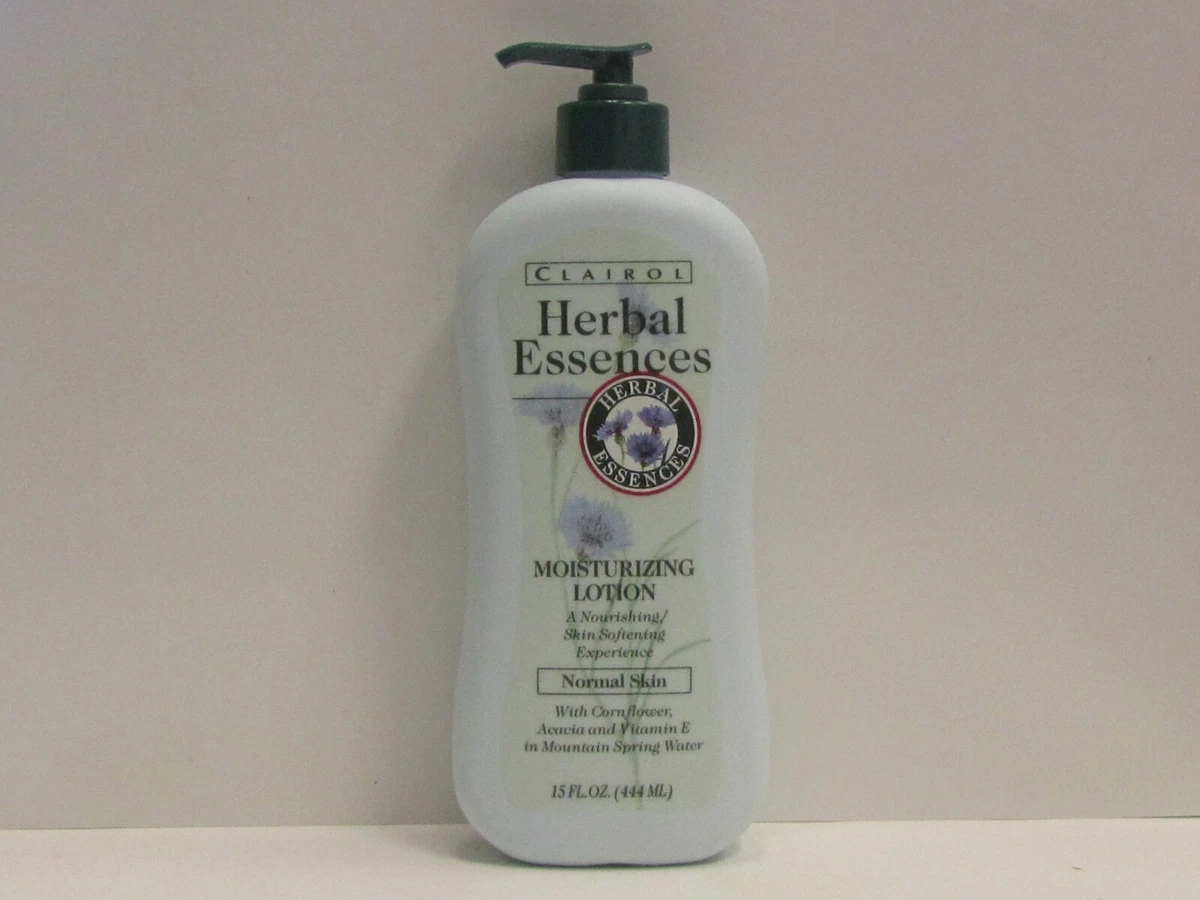 CLAIROL
Herbal
Essences
HERBAL
ESSENCES
MOISTURIZING
LOTION
A Nourishing/
Skin Softening
Experience
Normal Skin
With Cornflower,
Acacia and Vitamin E
in Mountain Spring Water
15 FL.OZ. (444 ML)